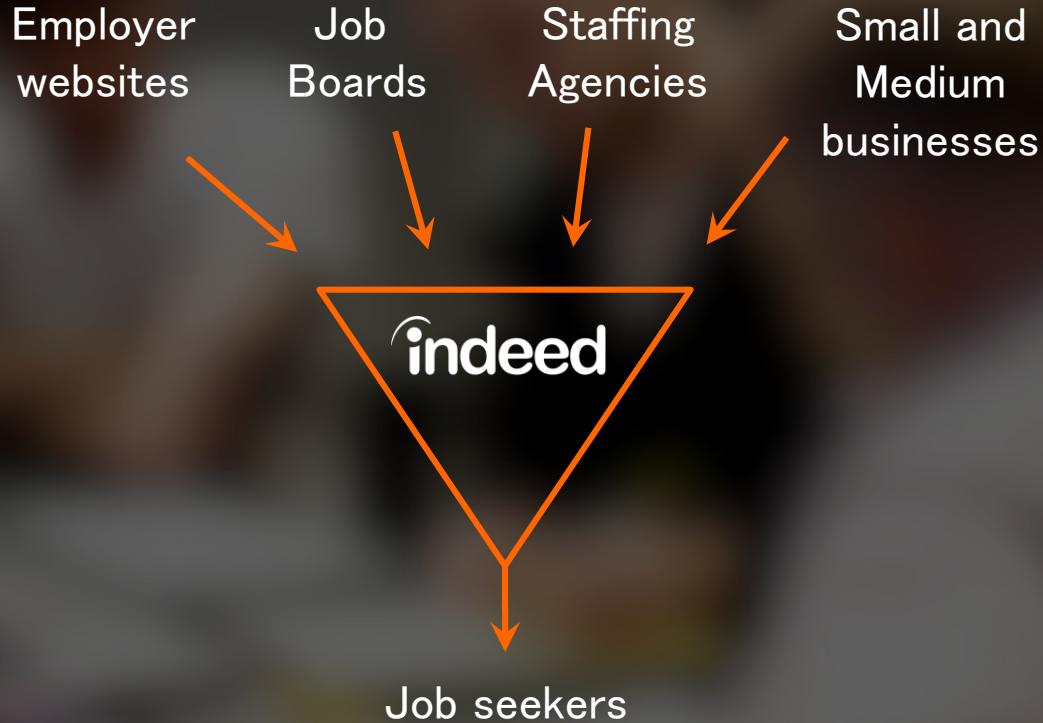 Employer
websites
Job
Boards
Staffing
Agencies
Small and
Medium
businesses
indeed
Job seekers